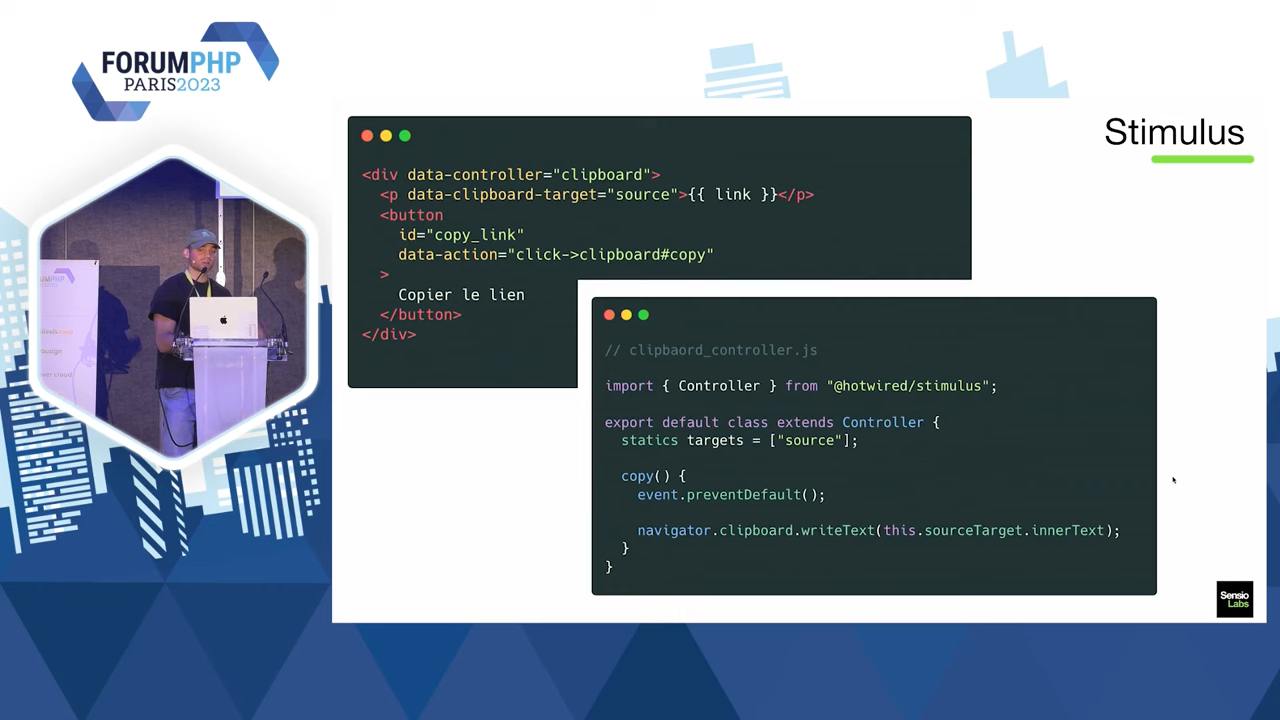 FORUMPHP
PARIS2023
Stimulus
<div data-controller="clipboard">
<p data-clipboard-target="source">{{ link }}</p>
<button
id="copy_link"
data-action="click->clipboard#copy"
>
Copier le lien
</button>
</div>
// clipbaord_controller.js
import { Controller } from "@hotwired/stimulus";
export default class extends Controller {
statics targets = ["source"];
copy() {
event.preventDefault();
navigator.clipboard.writeText(this.sourceTarget.innerText);
}
}
Sensio
Labs